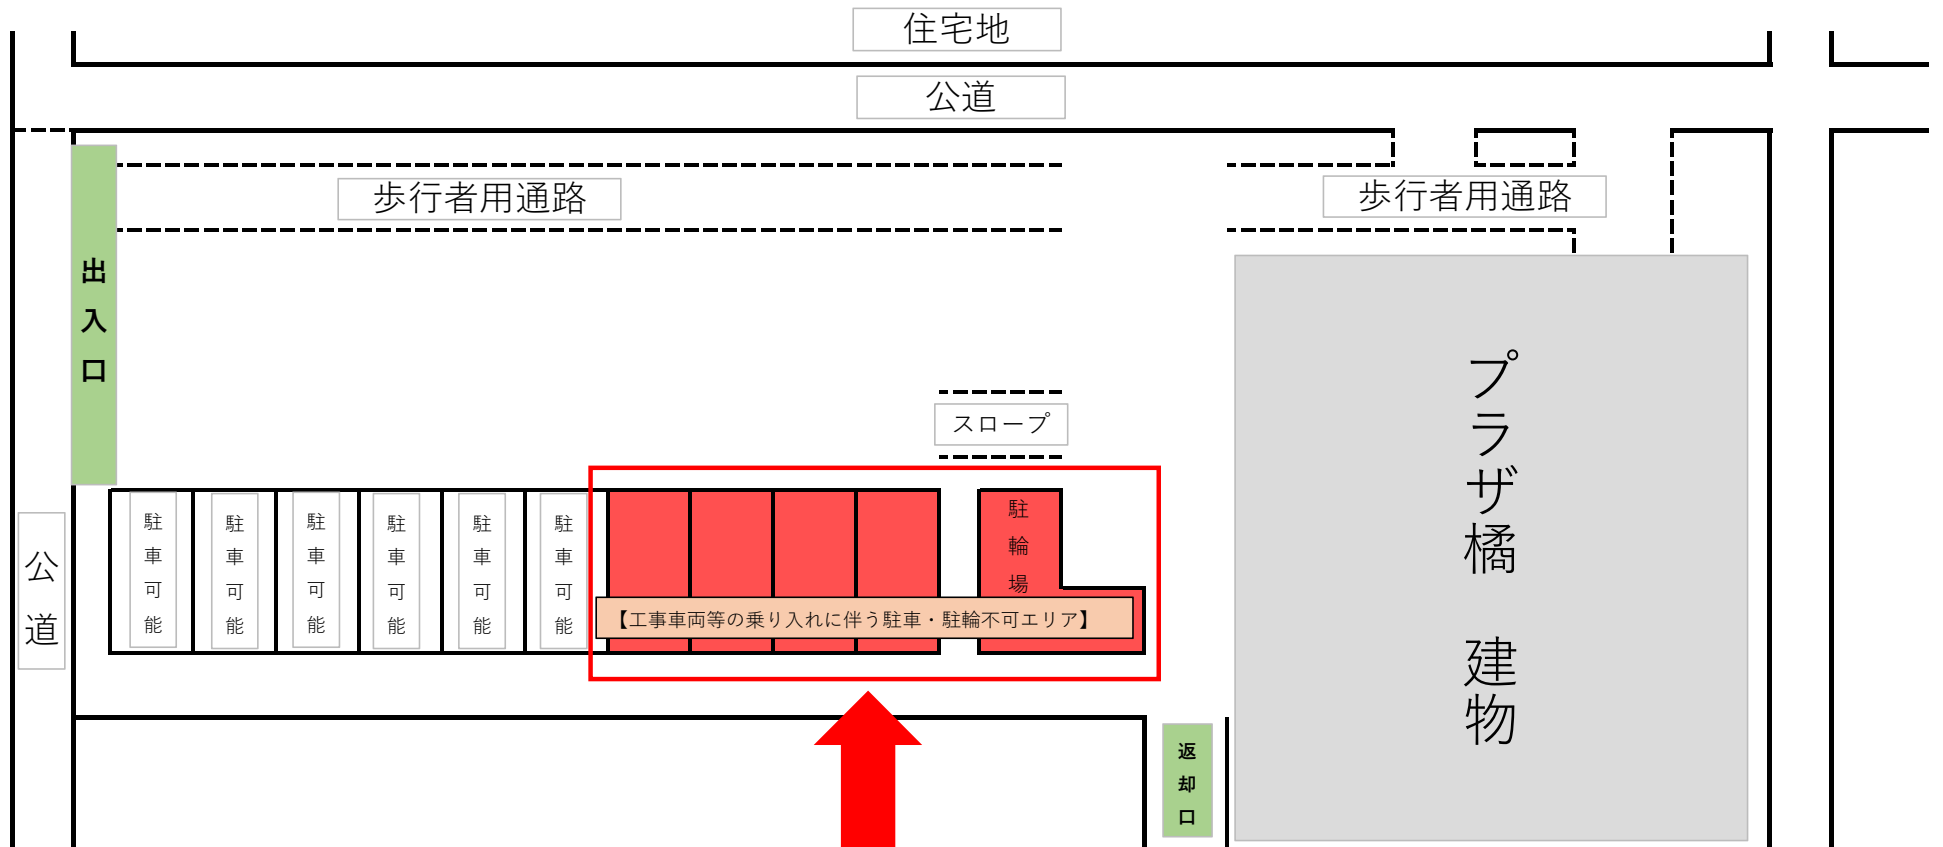 住宅地
公道
歩行者用通路
歩行者用通路
出入口
スロープ
プラザ橘　建物
公道
駐車可能
駐車可能
駐車可能
駐車可能
駐車可能
駐車可能
駐輪場
【工事車両等の乗り入れに伴う駐車・駐輪不可エリア】
返却口